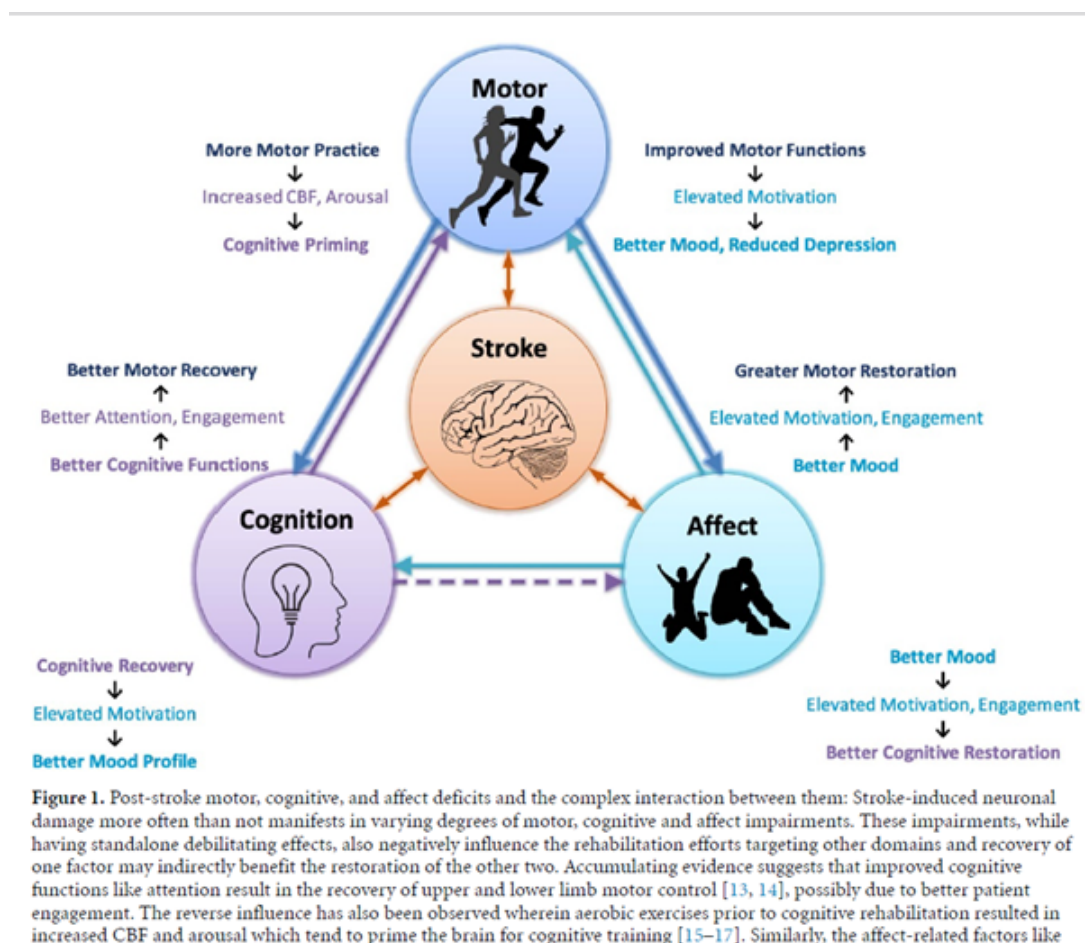 Motor
More Motor Practice
↓
Increased CBF, Arousal
↓
Cognitive Priming
Improved Motor Functions
↓
Elevated Motivation
↓
Better Mood, Reduced Depression
Stroke
Better Motor Recovery
↑
Better Attention, Engagement
↑
Better Cognitive Functions
Greater Motor Restoration
↑
Elevated Motivation, Engagement
↑
Better Mood
Cognition
Affect
Cognitive Recovery
↓
Elevated Motivation
↓
Better Mood Profile
Better Mood
↓
Elevated Motivation, Engagement
↓
Better Cognitive Restoration
Figure 1. Post-stroke motor, cognitive, and affect deficits and the complex interaction between them: Stroke-induced neuronal
damage more often than not manifests in varying degrees of motor, cognitive and affect impairments. These impairments, while
having standalone debilitating effects, also negatively influence the rehabilitation efforts targeting other domains and recovery of
one factor may indirectly benefit the restoration of the other two. Accumulating evidence suggests that improved cognitive
functions like attention result in the recovery of upper and lower limb motor control [13, 14], possibly due to better patient
engagement. The reverse influence has also been observed wherein aerobic exercises prior to cognitive rehabilitation resulted in
increased CBF and arousal which tend to prime the brain for cognitive training [15–17]. Similarly, the affect-related factors like